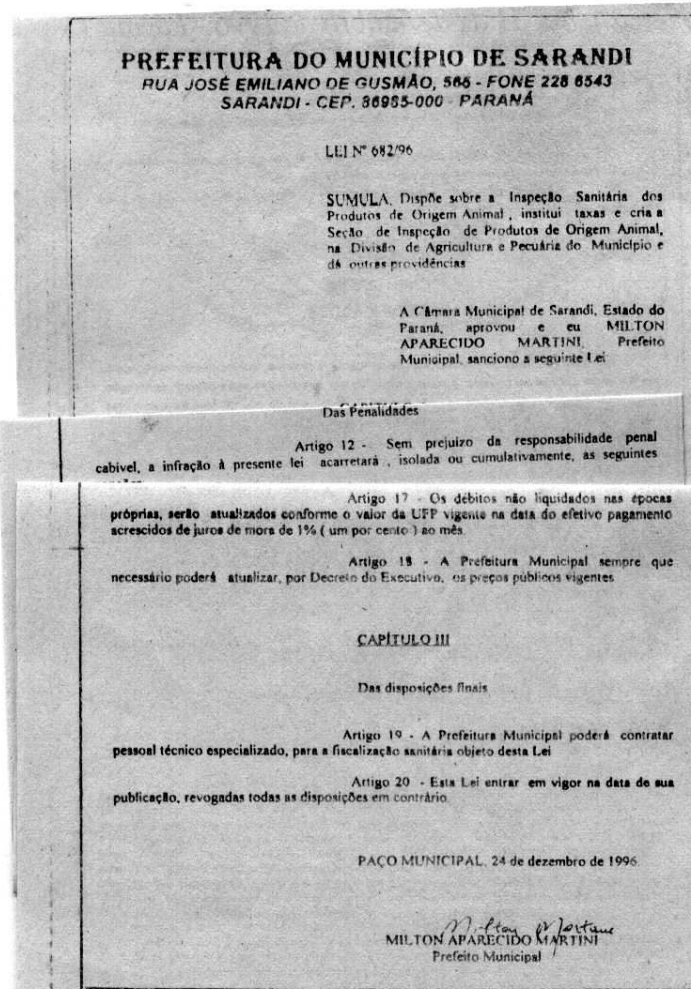 PREFEITURA DO MUNICÍPIO DE SARANDI
RUA JOSÉ EMILIANO DE GUSMÃO, 565 - FONE 228 6543
SARANDI - CEP. 86985-000 - PARANÁ
LEI Nº 682/96
SUMULA. Dispõe sobre a Inspeção Sanitária dos
Produtos de Origem Animal , institui taxas e cria a
Seção de Inspeção de Produtos de Origem Animal,
na Divisão de Agricultura e Pecuária do Município e
dá outras providências
A Câmara Municipal de Sarandi, Estado do
Paraná, aprovou e eu MILTON
APARECIDO MARTINI, Prefeito
Municipal, sanciono a seguinte Lei
Das Penalidades
Artigo 12 - Sem prejuizo da responsabilidade penal
cabível, a infração à presente lei acarretará , isolada ou cumulativamente, as seguintes
Artigo 17 - Os débitos não liquidados nas épocas
próprias, serão atualizados conforme o valor da UFP vigente na data do efetivo pagamento
acrescidos de juros de mora de 1% ( um por cento ) ao mês.
Artigo 18 - A Prefeitura Municipal sempre que
necessário poderá atualizar, por Decreto do Executivo, os preços públicos vigentes
CAPÍTULO III
Das disposições finais
Artigo 19 - A Prefeitura Municipal poderá contratar
pessoal técnico especializado, para a fiscalização sanitária objeto desta Lei
Artigo 20 - Esta Lei entrar em vigor na data de sua
publicação, revogadas todas as disposições em contrário.
PAÇO MUNICIPAL, 24 de dezembro de 1996.
MILTON APARECIDO MARTINI
Prefeito Municipal